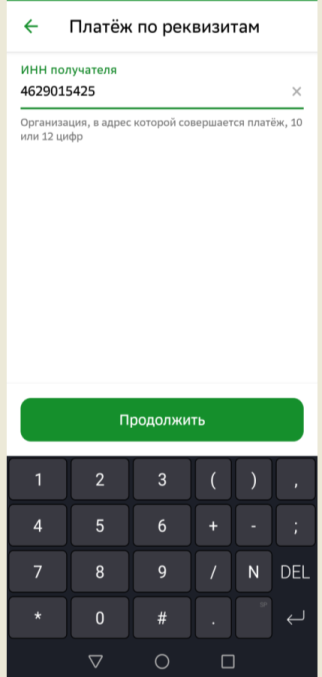 Платёж по реквизитам
ИНН получателя
4629015425
Организация, в адрес которой совершается платёж, 10
или 12 цифр
Продолжить
1 2 3 ( ) ,
4 5 6 + - ;
7 8 9 / N DEL
* 0 # .